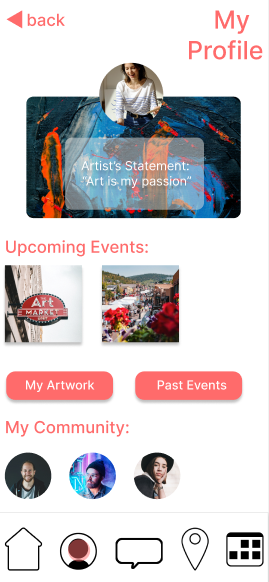 back
My
Profile
Artist's Statement:
"Art is my passion"
Upcoming Events:
Art
MARKET
My Artwork
Past Events
My Community: